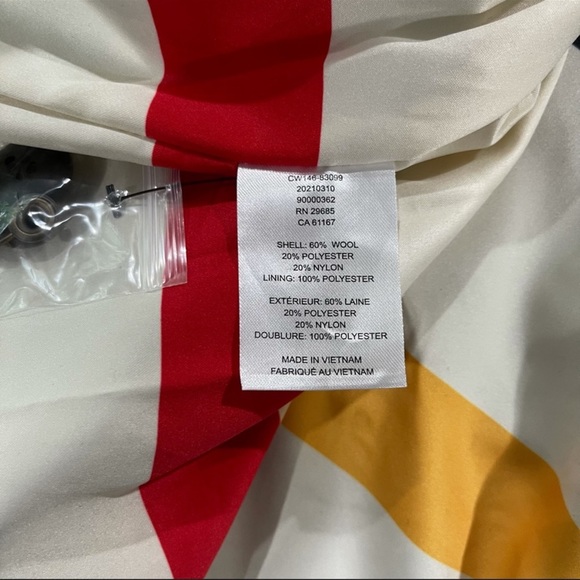 CW146-83099
20210310
90000362
RN 29685
CA 61167
SHELL: 60% WOOL
20% POLYESTER
20% NYLON
LINING: 100% POLYESTER
EXTÉRIEUR: 60% LAINE
20% POLYESTER
20% NYLON
DOUBLURE: 100% POLYESTER
MADE IN VIETNAM
FABRIQUÉ AU VIETNAM